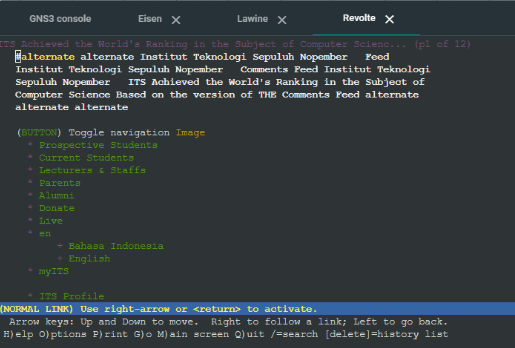 GNS3 console Eisen Lawine Revolte
ITS Achieved the World's Ranking in the Subject of Computer Scienc... (p1 of 12)
#alternate alternate Institut Teknologi Sepuluh Nopember Feed
Institut Teknologi Sepuluh Nopember Comments Feed Institut Teknologi
Sepuluh Nopember ITS Achieved the World's Ranking in the Subject of
Computer Science Based on the version of THE Comments Feed alternate
alternate alternate
(BUTTON) Toggle navigation Image
* Prospective Students
* Current Students
* Lecturers & Staffs
* Parents
* Alumni
* Donate
* Live
* en
+ Bahasa Indonesia
+ English
* myITS
* ITS Profile
(NORMAL LINK) Use right-arrow or <return> to activate.
Arrow keys: Up and Down to move. Right to follow a link; Left to go back.
H)elp O)ptions P)rint G)o M)ain screen Q)uit /=search [delete]=history list